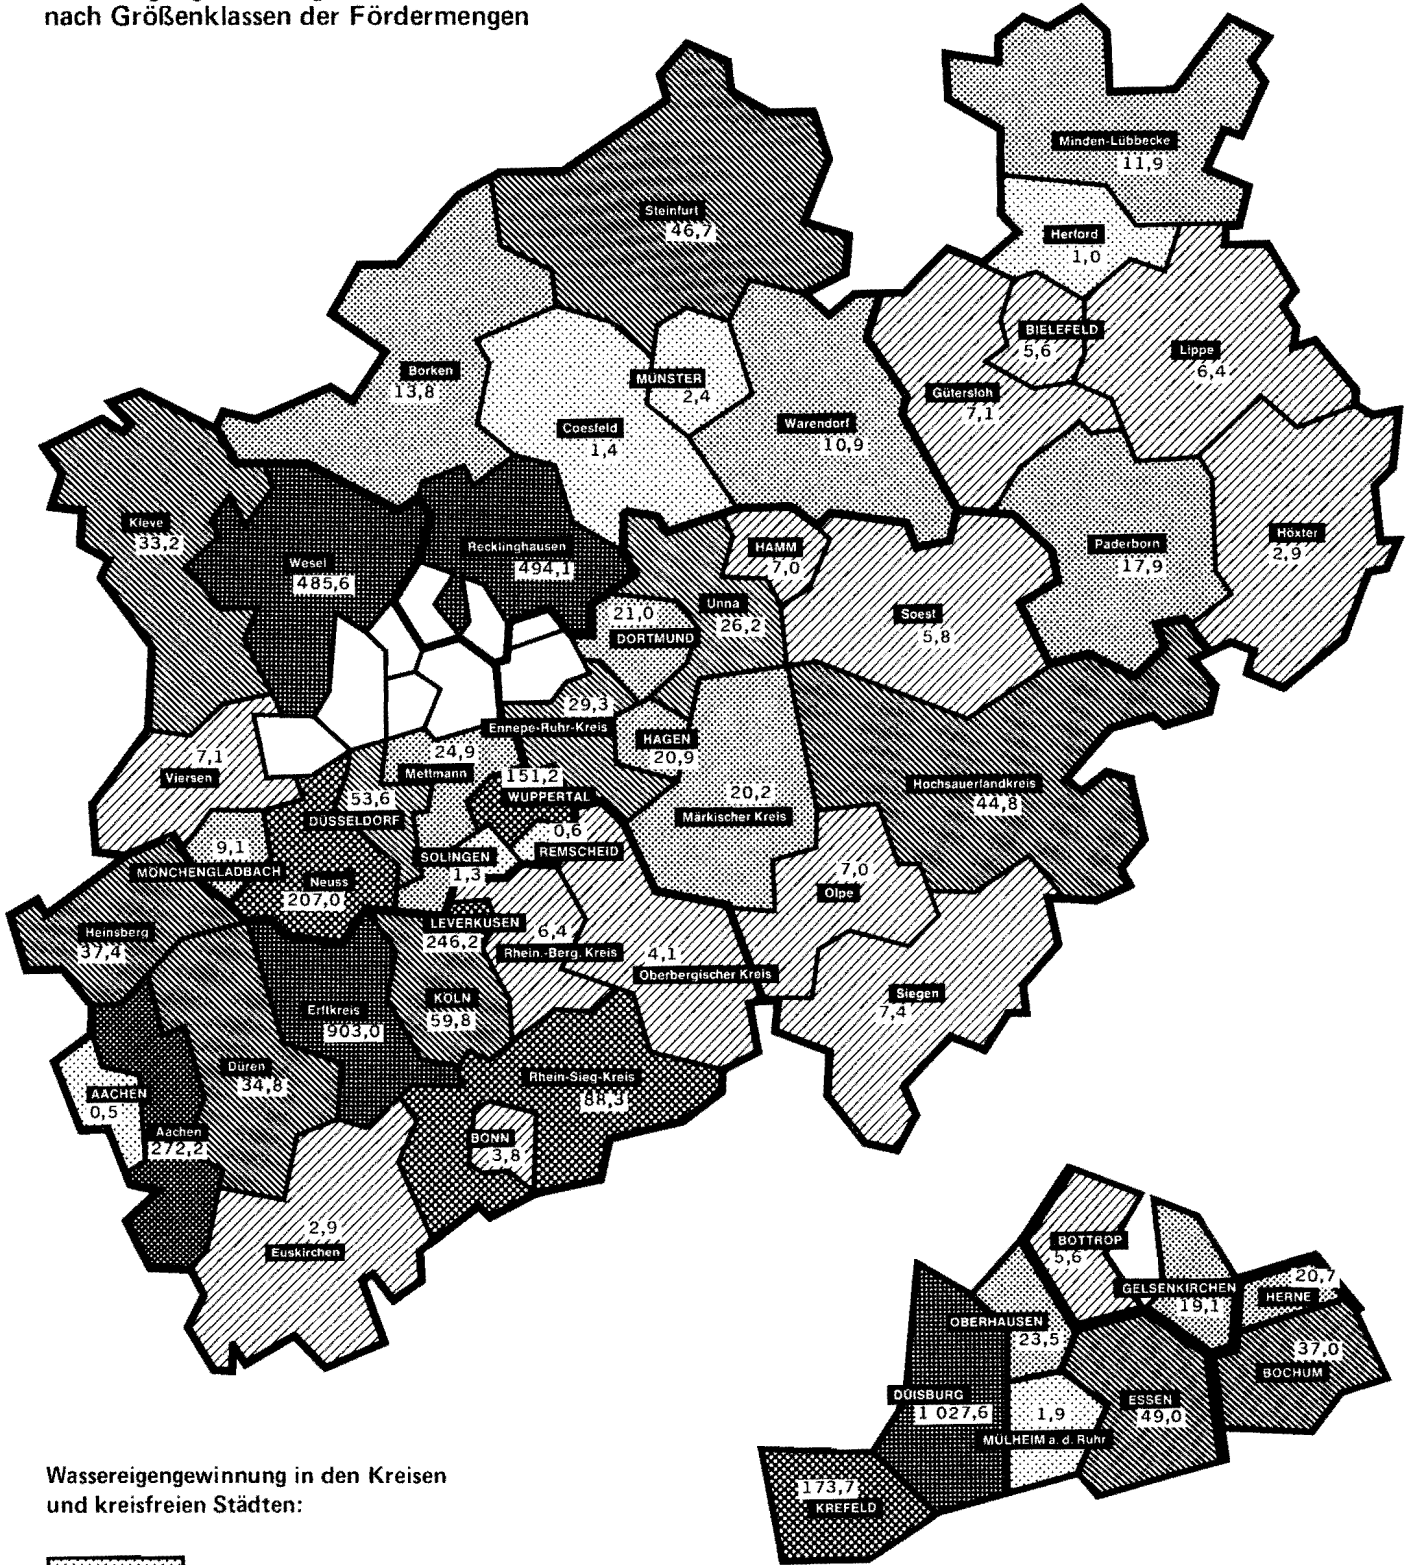 nach Größenklassen der Fördermengen
Minden-Lübbecke
11,9
Steinfurt
46,7
Herford
1,0
BIELEFELD
5,6
Lippe
6,4
Borken
13,8
MÜNSTER
2,4
Gütersloh
7,1
Coesfeld
1,4
Warendorf
10,9
Kleve
33,2
Wesel
485,6
Recklinghausen
494,1
HAMM
7,0
Paderborn
17,9
Höxter
2,9
21,0
DORTMUND
Unna
26,2
Soest
5,8
29,3
Ennepe-Ruhr-Kreis
HAGEN
20,9
7,1
Viersen
24,9
Mettmann
151,2
WUPPERTAL
20,2
Märkischer Kreis
Hochsauerlandkreis
44,8
53,6
DÜSSELDORF
0,6
REMSCHEID
9,1
MÖNCHENGLADBACH
SOLINGEN
1,3
Neuss
207,0
7,0
Olpe
Heinsberg
37,4
LEVERKUSEN
246,2
6,4
Rhein.-Berg. Kreis
4,1
Oberbergischer Kreis
Erftkreis
903,0
KÖLN
59,8
Siegen
7,4
Düren
34,8
Rhein-Sieg-Kreis
88,3
AACHEN
0,5
Aachen
272,2
BONN
3,8
2,9
Euskirchen
BOTTROP
5,6
GELSENKIRCHEN
19,1
20,7
HERNE
OBERHAUSEN
23,5
37,0
BOCHUM
DUISBURG
1 027,6
1,9
MÜLHEIM a. d. Ruhr
ESSEN
49,0
173,7
KREFELD
Wassereigengewinnung in den Kreisen
und kreisfreien Städten: